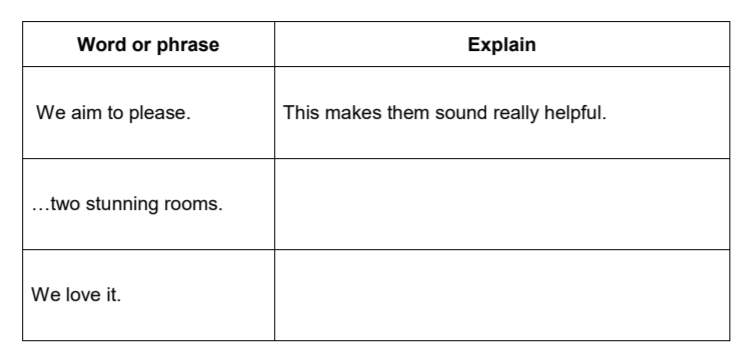 Word or phrase
Explain
We aim to please.
This makes them sound really helpful.
…two stunning rooms.
We love it.